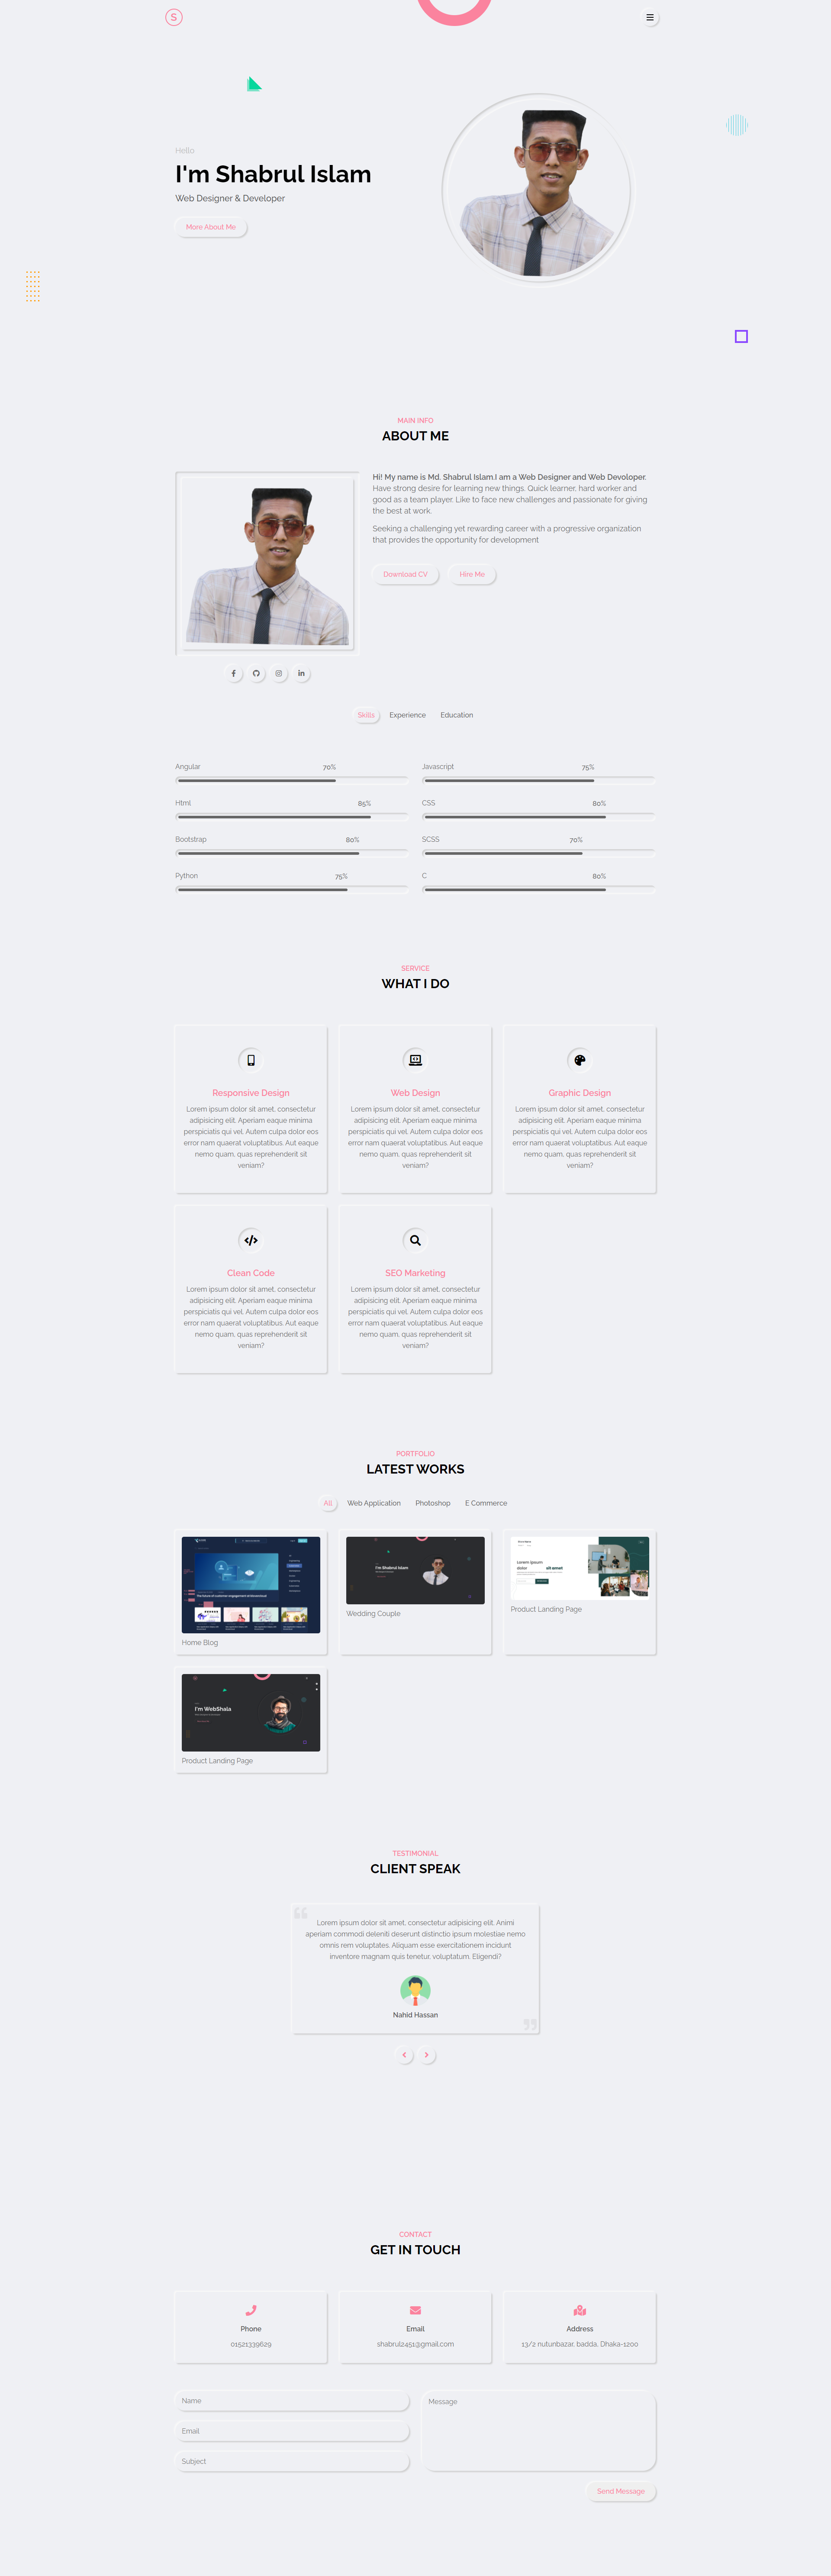 S
Hello
I'm Shabrul Islam
Web Designer & Developer
More About Me
MAIN INFO
ABOUT ME
Hi! My name is Md. Shabrul Islam.I am a Web Designer and Web Devoloper.
Have strong desire for learning new things. Quick learner, hard worker and
good as a team player. Like to face new challenges and passionate for giving
the best at work.
Seeking a challenging yet rewarding career with a progressive organization
that provides the opportunity for development
Download CV
Hire Me
Skills
Experience
Education
Angular 70%
Javascript 75%
Html 85%
CSS 80%
Bootstrap 80%
SCSS 70%
Python 75%
C 80%
SERVICE
WHAT I DO
Responsive Design
Lorem ipsum dolor sit amet, consectetur
adipisicing elit. Aperiam eaque minima
perspiciatis qui vel. Autem culpa dolor eos
error nam quaerat voluptatibus. Aut eaque
nemo quam, quas reprehenderit sit
veniam?
Web Design
Lorem ipsum dolor sit amet, consectetur
adipisicing elit. Aperiam eaque minima
perspiciatis qui vel. Autem culpa dolor eos
error nam quaerat voluptatibus. Aut eaque
nemo quam, quas reprehenderit sit
veniam?
Graphic Design
Lorem ipsum dolor sit amet, consectetur
adipisicing elit. Aperiam eaque minima
perspiciatis qui vel. Autem culpa dolor eos
error nam quaerat voluptatibus. Aut eaque
nemo quam, quas reprehenderit sit
veniam?
Clean Code
Lorem ipsum dolor sit amet, consectetur
adipisicing elit. Aperiam eaque minima
perspiciatis qui vel. Autem culpa dolor eos
error nam quaerat voluptatibus. Aut eaque
nemo quam, quas reprehenderit sit
veniam?
SEO Marketing
Lorem ipsum dolor sit amet, consectetur
adipisicing elit. Aperiam eaque minima
perspiciatis qui vel. Autem culpa dolor eos
error nam quaerat voluptatibus. Aut eaque
nemo quam, quas reprehenderit sit
veniam?
PORTFOLIO
LATEST WORKS
All
Web Application
Photoshop
E Commerce
Home Blog
I'm Shabrul Islam
Wedding Couple
Lorem ipsum
dolor sit amet
Product Landing Page
I'm WebShala
Product Landing Page
TESTIMONIAL
CLIENT SPEAK
Lorem ipsum dolor sit amet, consectetur adipisicing elit. Animi
aperiam commodi deleniti deserunt distinctio ipsum molestiae nemo
omnis rem voluptates. Aliquam esse exercitationem incidunt
inventore magnam quis tenetur, voluptatum. Eligendi?
Nahid Hassan
CONTACT
GET IN TOUCH
Phone
01521339629
Email
shabrul2451@gmail.com
Address
13/2 nutunbazar, badda, Dhaka-1200
Name
Email
Subject
Message
Send Message